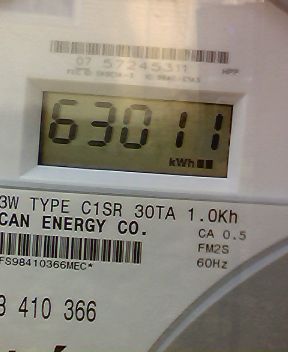 07 57245311
63011
kWh
3W TYPE C1SR 30TA 1.0Kh
CAN ENERGY CO.
CA 0.5
FM2S
60Hz
FS98410366MEC*
8 410 366